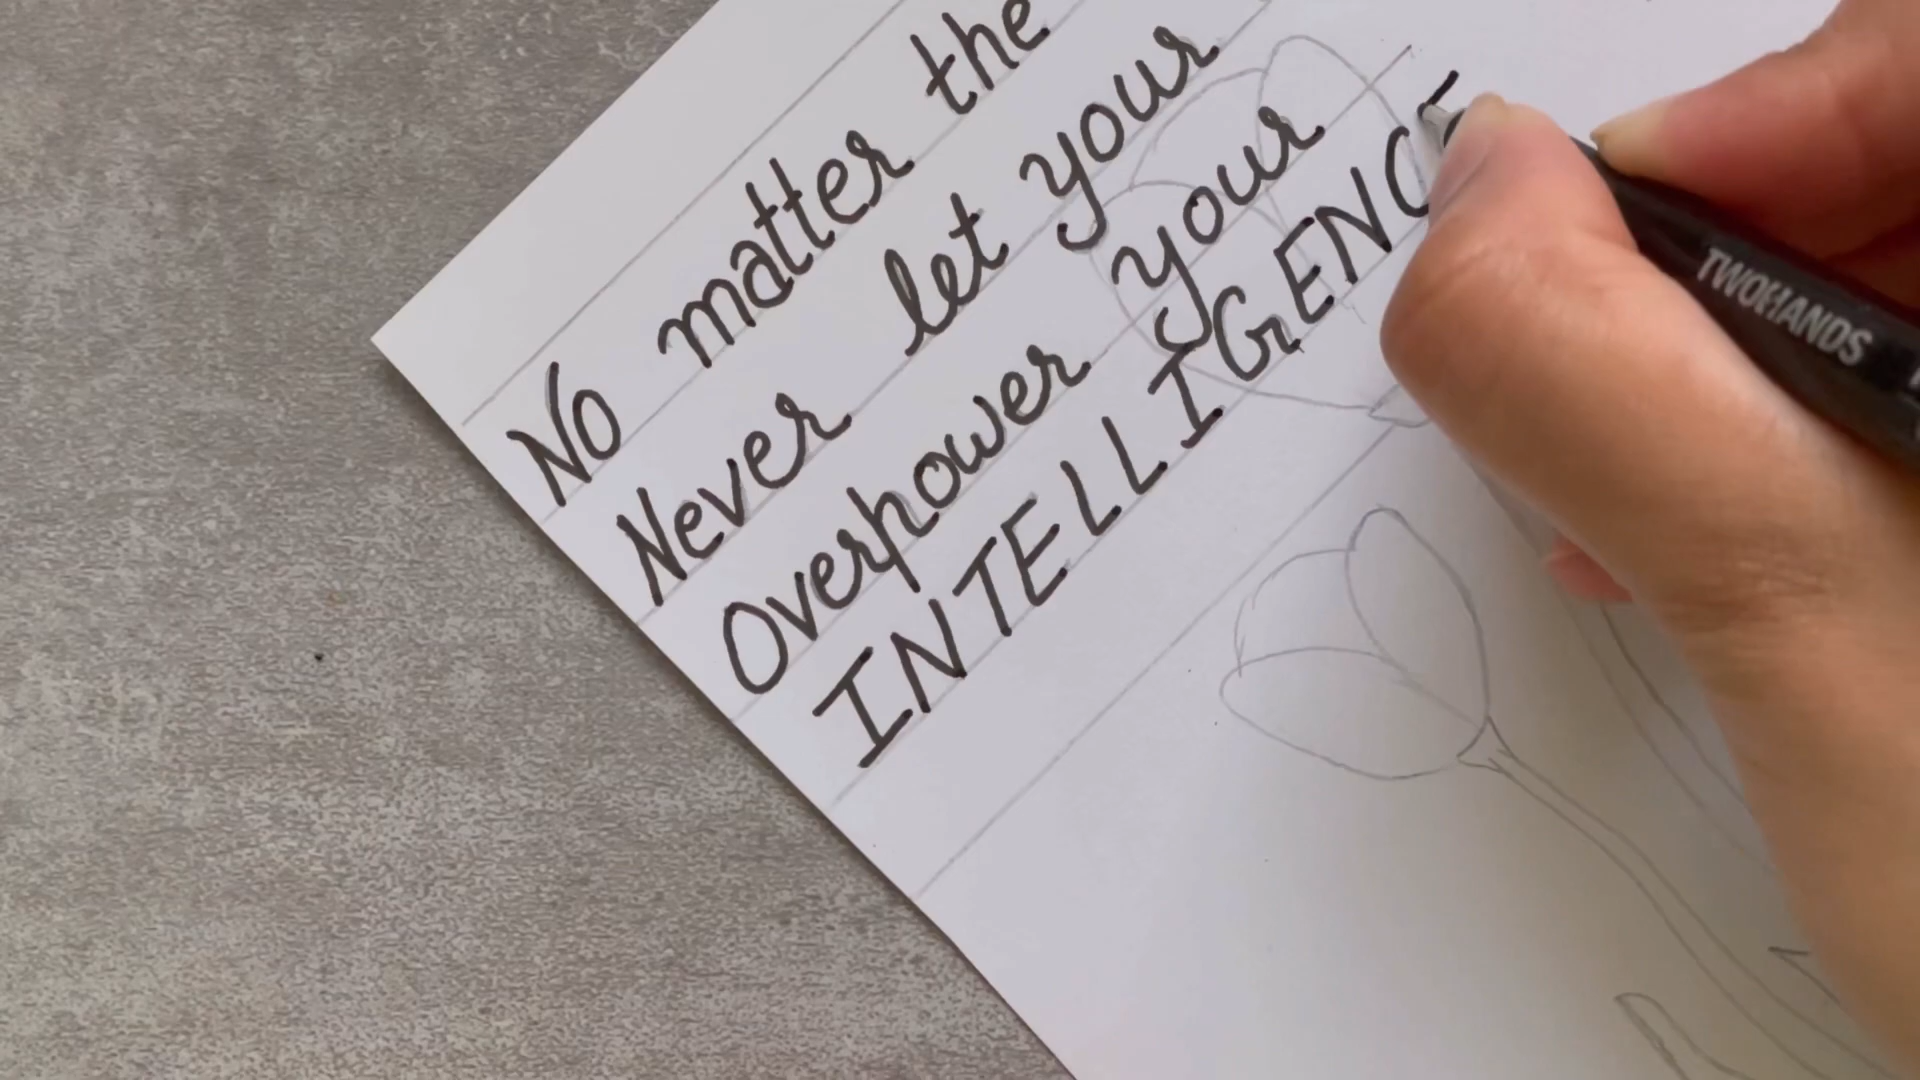 No matter the
Never let your
Overpower your
INTELLIGENC
TWOHANDS